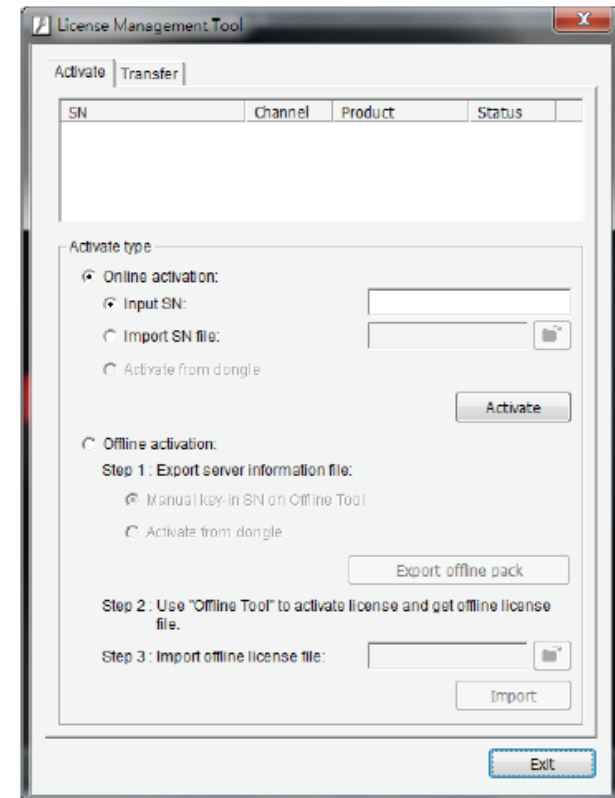 License Management Tool
Activate Transfer
SN Channel Product Status
Activate type
Online activation:
Input SN:
Import SN file:
Activate from dongle
Activate
Offline activation:
Step 1 : Export server information file:
Manual key-in SN on Offline Tool
Activate from dongle
Export offline pack
Step 2 : Use "Offline Tool" to activate license and get offline license
file.
Step 3 : Import offline license file:
Import
Exit